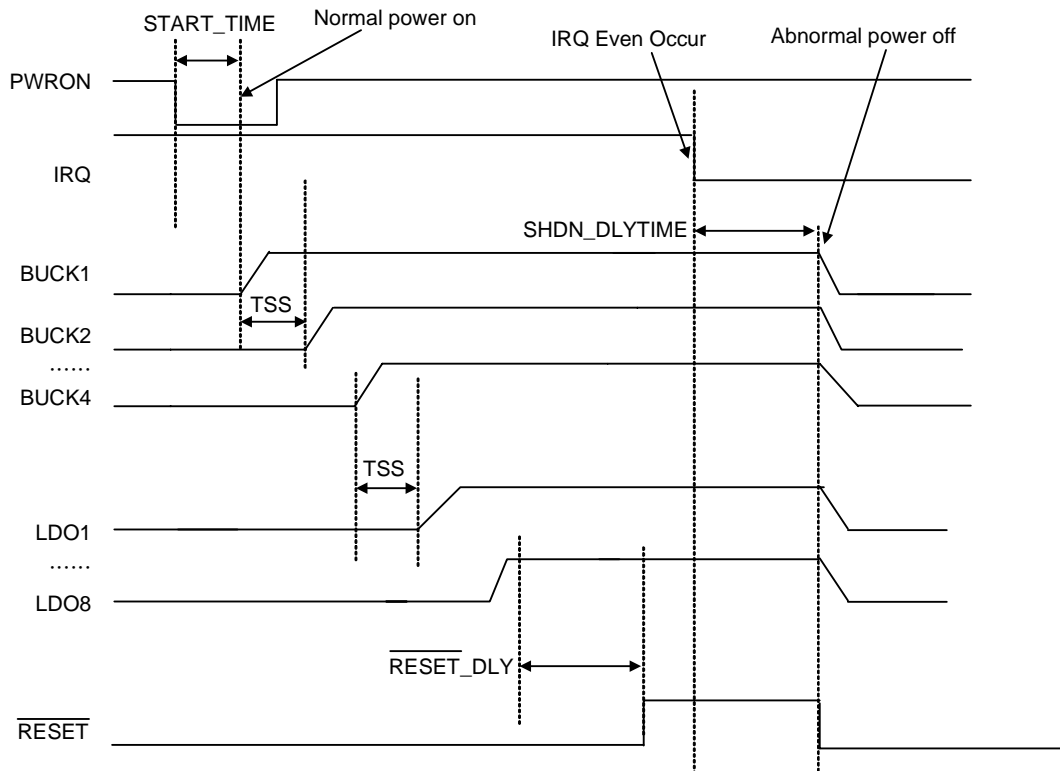 START_TIME
Normal power on
IRQ Even Occur
Abnormal power off
PWRON
IRQ
SHDN_DLYTIME
BUCK1
TSS
BUCK2
......
BUCK4
TSS
LDO1
......
LDO8
RESET_DLY
RESET